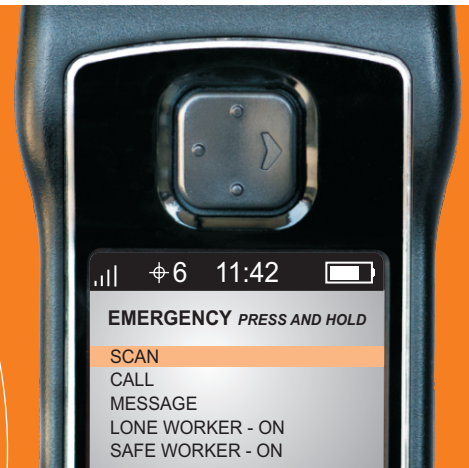 6 11:42
EMERGENCY PRESS AND HOLD
SCAN
CALL
MESSAGE
LONE WORKER - ON
SAFE WORKER - ON